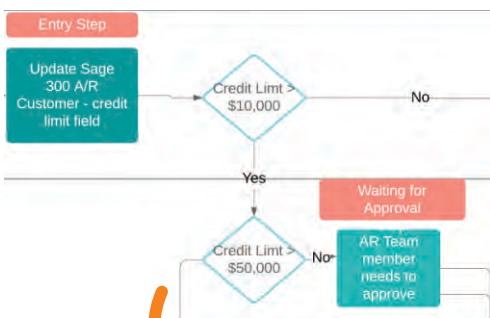 Entry Step
Update Sage
300 A/R
Customer - credit
limit field
Credit Limt >
$10,000
No
Yes
Waiting for
Approval
Credit Limt >
$50,000
No
AR Team
member
needs to
approve